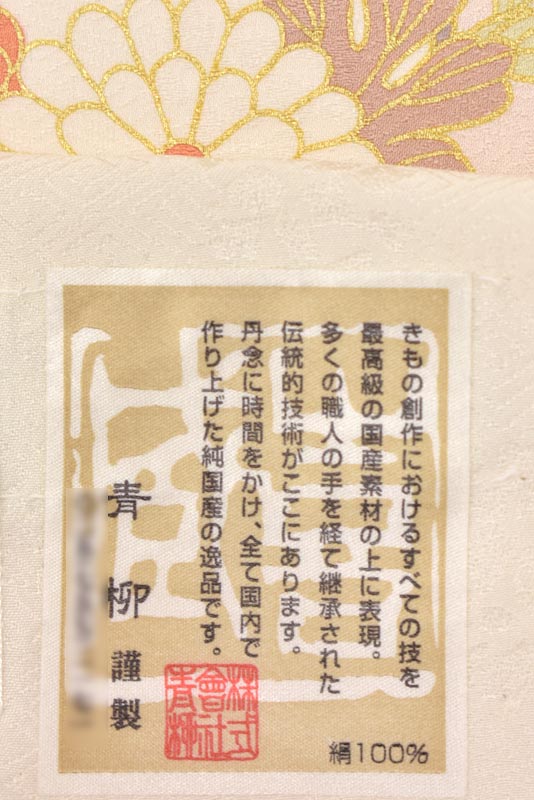 きもの創作におけるすべての技を
最高級の国産素材の上に表現。
多くの職人の手を経て継承された
伝統的技術がここにあります。
丹念に時間をかけ、全て国内で
作り上げた純国産の逸品です。
青柳謹製
株式會社青柳
絹100%